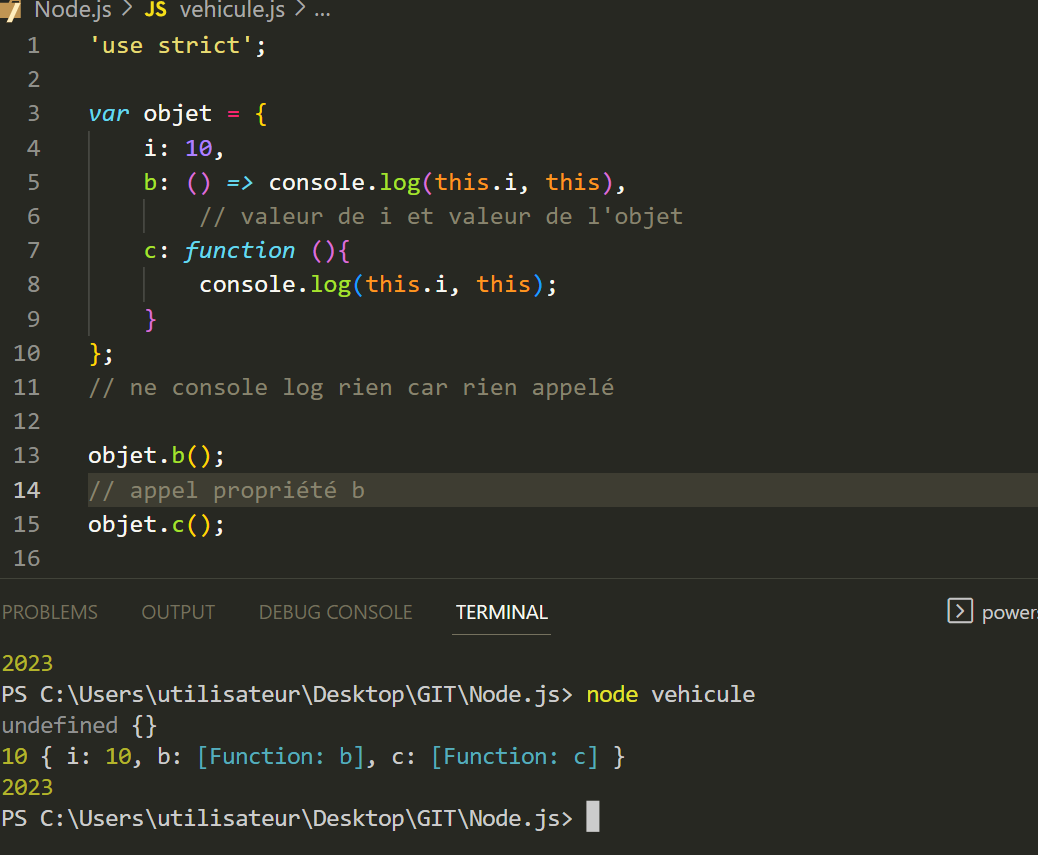 Node.js > JS vehicule.js > ...
1 'use strict';
2
3 var objet = {
4 i: 10,
5 b: () => console.log(this.i, this),
6 // valeur de i et valeur de l'objet
7 c: function (){
8 console.log(this.i, this);
9 }
10 };
11 // ne console log rien car rien appelé
12
13 objet.b();
14 // appel propriété b
15 objet.c();
16
PROBLEMS OUTPUT DEBUG CONSOLE TERMINAL power
2023
PS C:\Users\utilisateur\Desktop\GIT\Node.js> node vehicule
undefined {}
10 { i: 10, b: [Function: b], c: [Function: c] }
2023
PS C:\Users\utilisateur\Desktop\GIT\Node.js>